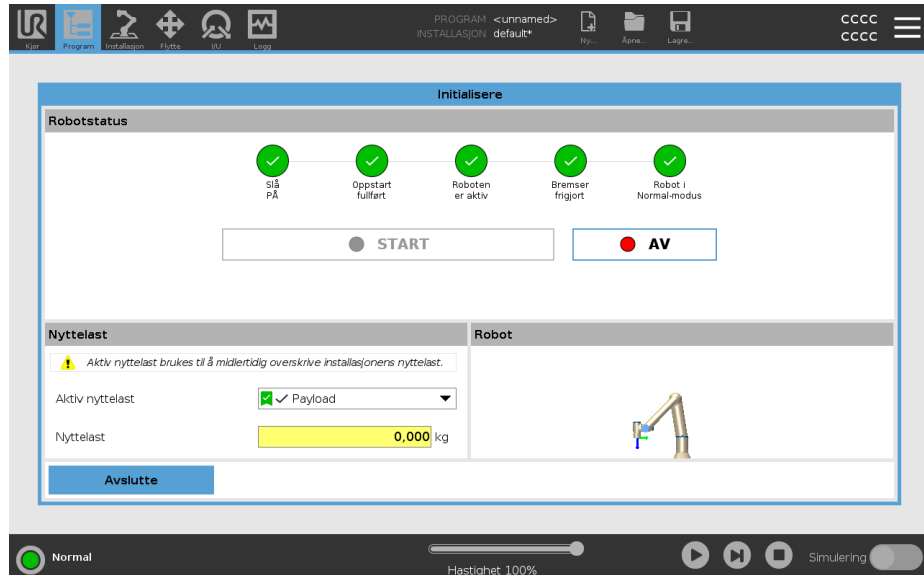 PROGRAM <unnamed>
INSTALLASJON default*
cccc
cccc
Kjør
Program
Installasjon
Flytte
I/U
Logg
Ny...
Åpne...
Lagre...
Initialisere
Robotstatus
Slå
PÅ
Oppstart
fullført
Roboten
er aktiv
Bremser
frigjort
Robot i
Normal-modus
START
AV
Nyttelast
Robot
Aktiv nyttelast brukes til å midlertidig overskrive installasjonens nyttelast.
Aktiv nyttelast
Payload
Nyttelast
0,000 kg
Avslutte
Normal
Hastighet 100%
Simulering